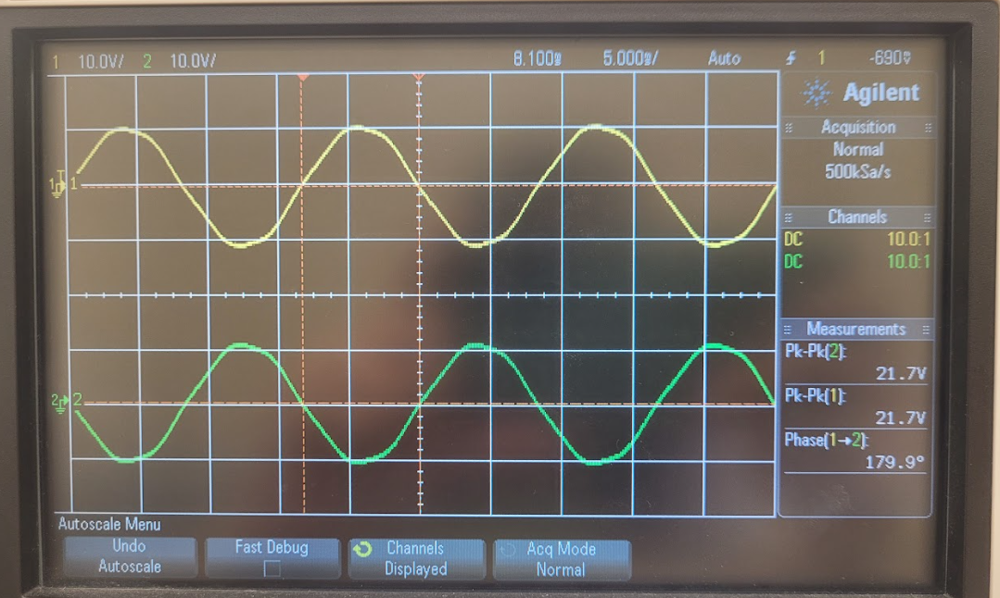 1 10.0V/ 2 10.0V/ 8.100s 5.000s/ Auto 1 -690V
Agilent
Acquisition
Normal
500kSa/s
Channels
DC 10.0:1
DC 10.0:1
Measurements
Pk-Pk(2):
21.7V
Pk-Pk(1):
21.7V
Phase(1→2):
179.9°
1
2
Autoscale Menu
Undo
Autoscale
Fast Debug
Channels
Displayed
Acq Mode
Normal